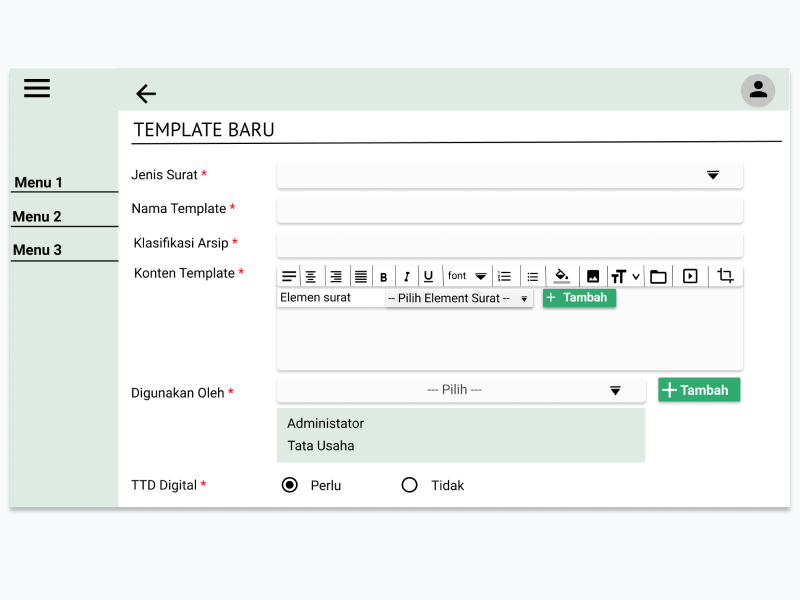 TEMPLATE BARU
Menu 1
Menu 2
Menu 3
Jenis Surat *
Nama Template *
Klasifikasi Arsip *
Konten Template *
B I U font
Elemen surat -- Pilih Element Surat -- + Tambah
Digunakan Oleh * --- Pilih --- + Tambah
Administator
Tata Usaha
TTD Digital * Perlu Tidak